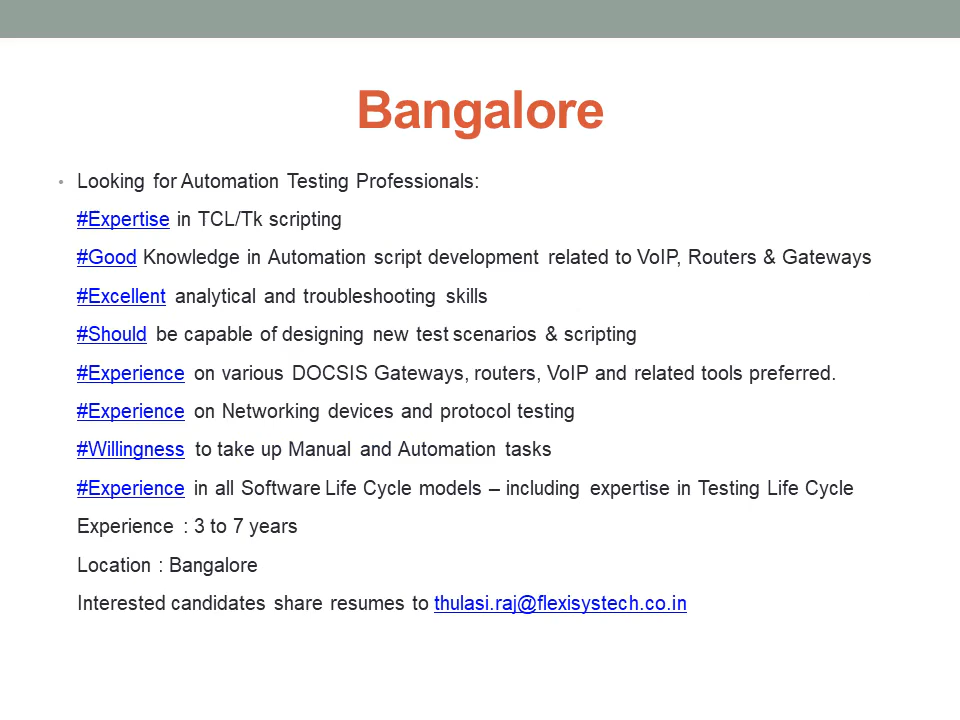 Bangalore
• Looking for Automation Testing Professionals:
#Expertise in TCL/Tk scripting
#Good Knowledge in Automation script development related to VoIP, Routers & Gateways
#Excellent analytical and troubleshooting skills
#Should be capable of designing new test scenarios & scripting
#Experience on various DOCSIS Gateways, routers, VoIP and related tools preferred.
#Experience on Networking devices and protocol testing
#Willingness to take up Manual and Automation tasks
#Experience in all Software Life Cycle models – including expertise in Testing Life Cycle
Experience : 3 to 7 years
Location : Bangalore
Interested candidates share resumes to thulasi.raj@flexisystech.co.in